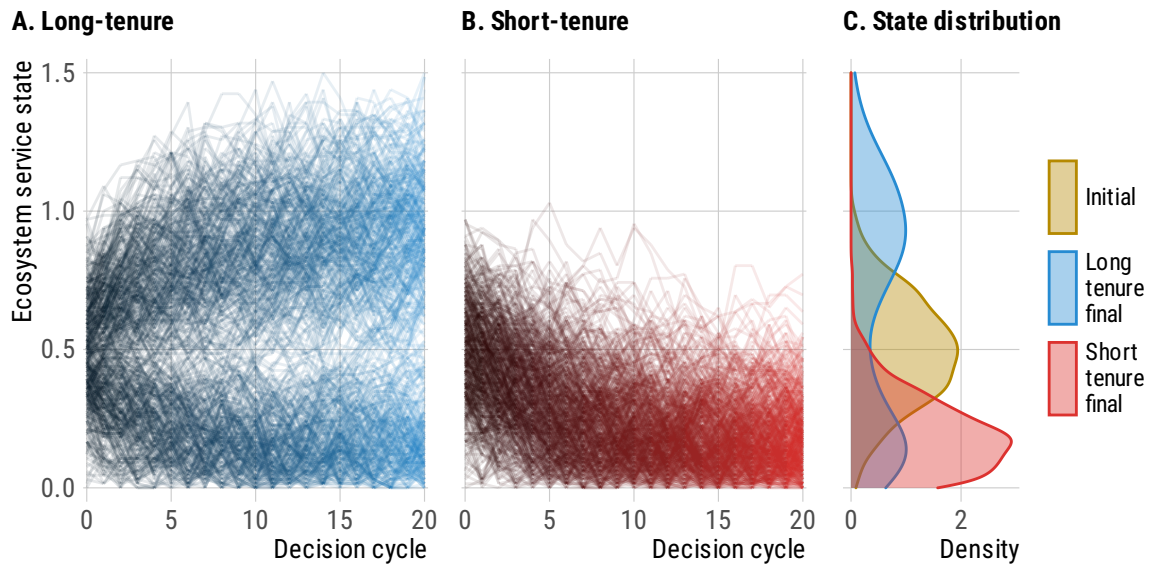 A. Long-tenure
B. Short-tenure
C. State distribution
Ecosystem service state
1.5
1.0
0.5
0.0
0 5 10 15 20
Decision cycle
0 5 10 15 20
Decision cycle
0 2
Density
Initial
Long
tenure
final
Short
tenure
final